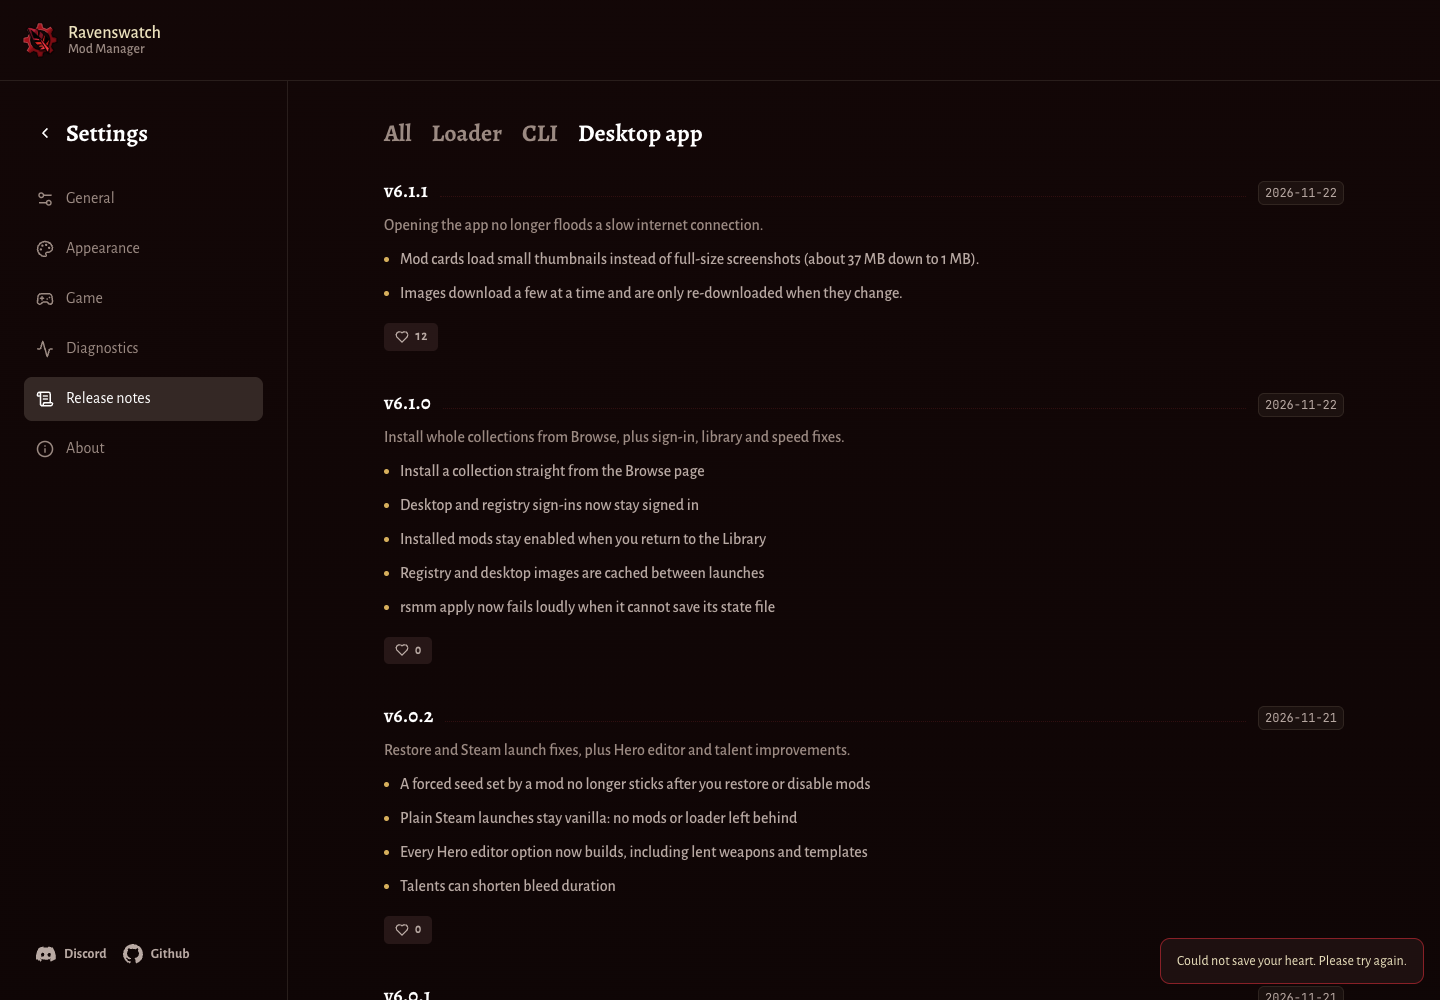 Ravenswatch
Mod Manager
Settings
General
Appearance
Game
Diagnostics
Release notes
About
Discord
Github
All
Loader
CLI
Desktop app
v6.1.1
2026-11-22
Opening the app no longer floods a slow internet connection.
Mod cards load small thumbnails instead of full-size screenshots (about 37 MB down to 1 MB).
Images download a few at a time and are only re-downloaded when they change.
12
v6.1.0
2026-11-22
Install whole collections from Browse, plus sign-in, library and speed fixes.
Install a collection straight from the Browse page
Desktop and registry sign-ins now stay signed in
Installed mods stay enabled when you return to the Library
Registry and desktop images are cached between launches
rsmm apply now fails loudly when it cannot save its state file
0
v6.0.2
2026-11-21
Restore and Steam launch fixes, plus Hero editor and talent improvements.
A forced seed set by a mod no longer sticks after you restore or disable mods
Plain Steam launches stay vanilla: no mods or loader left behind
Every Hero editor option now builds, including lent weapons and templates
Talents can shorten bleed duration
0
v6.0.1
2026-11-21
Could not save your heart. Please try again.